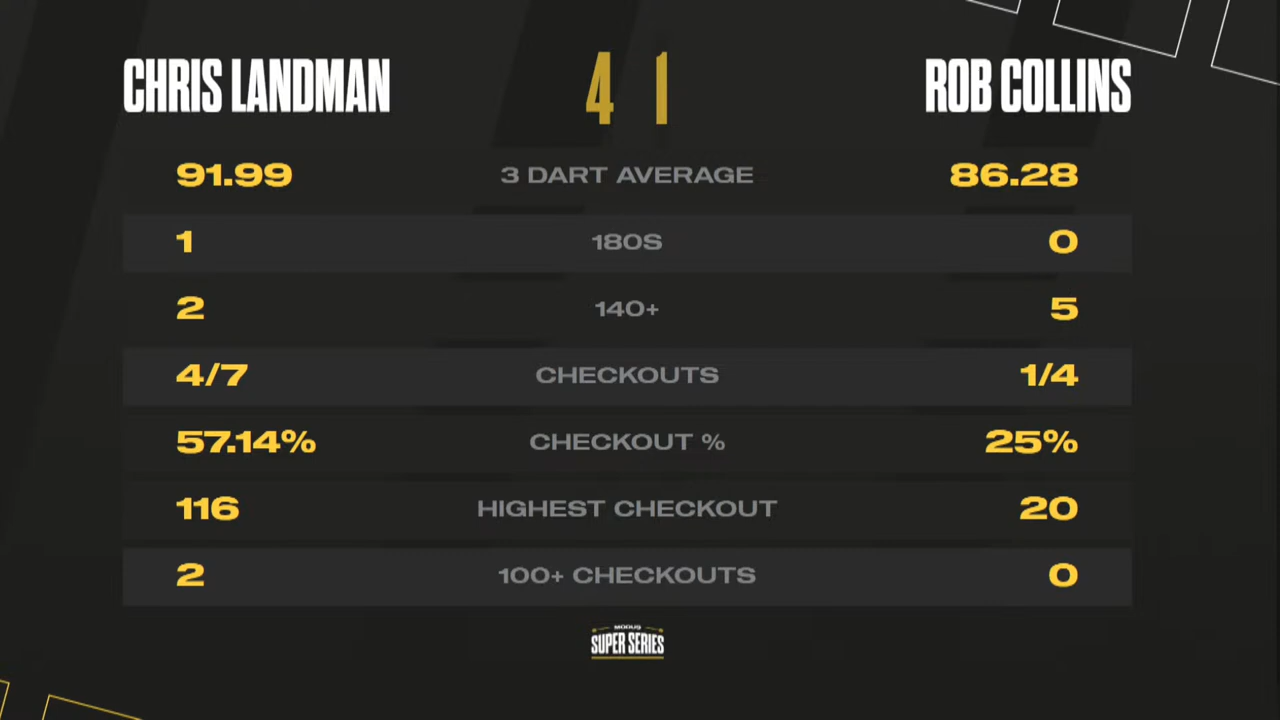 CHRIS LANDMAN 4 1 ROB COLLINS
91.99 3 DART AVERAGE 86.28
1 180S 0
2 140+ 5
4/7 CHECKOUTS 1/4
57.14% CHECKOUT % 25%
116 HIGHEST CHECKOUT 20
2 100+ CHECKOUTS 0
MODUS
SUPER SERIES